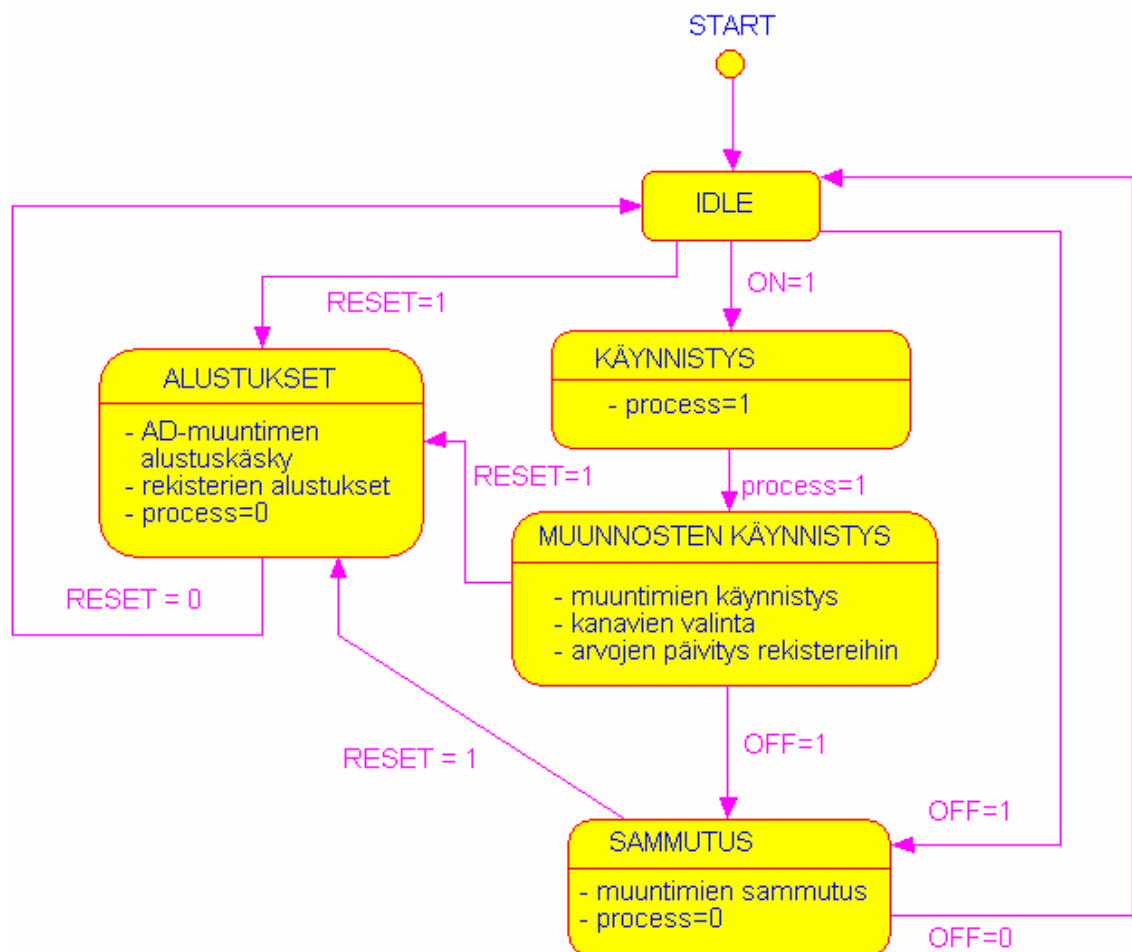 START
IDLE
ON=1
RESET=1
KÄYNNISTYS
- process=1
ALUSTUKSET
- AD-muuntimen
alustuskäsky
- rekisterien alustukset
- process=0
RESET=1
process=1
MUUNNOSTEN KÄYNNISTYS
- muuntimien käynnistys
- kanavien valinta
- arvojen päivitys rekistereihin
RESET = 0
OFF=1
RESET = 1
OFF=1
SAMMUTUS
- muuntimien sammutus
- process=0
OFF=0